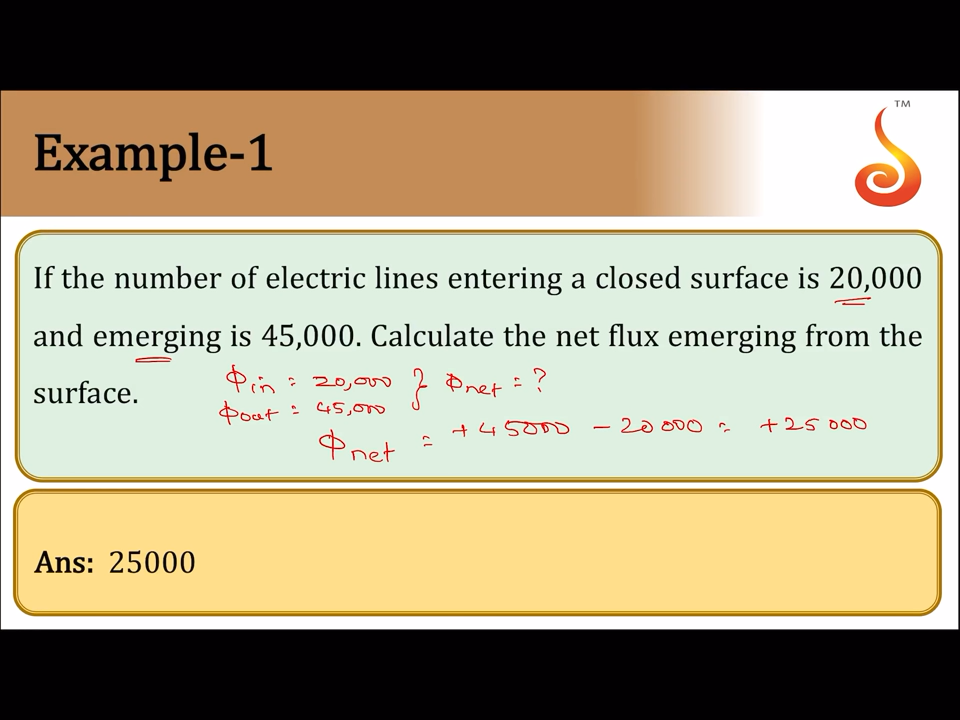 TM
Example-1
If the number of electric lines entering a closed surface is 20,000
and emerging is 45,000. Calculate the net flux emerging from the
surface.
ϕin = 20,000 } ϕnet = ?
ϕout = 45,000
ϕnet = +45000 - 20000 = +25000
Ans: 25000